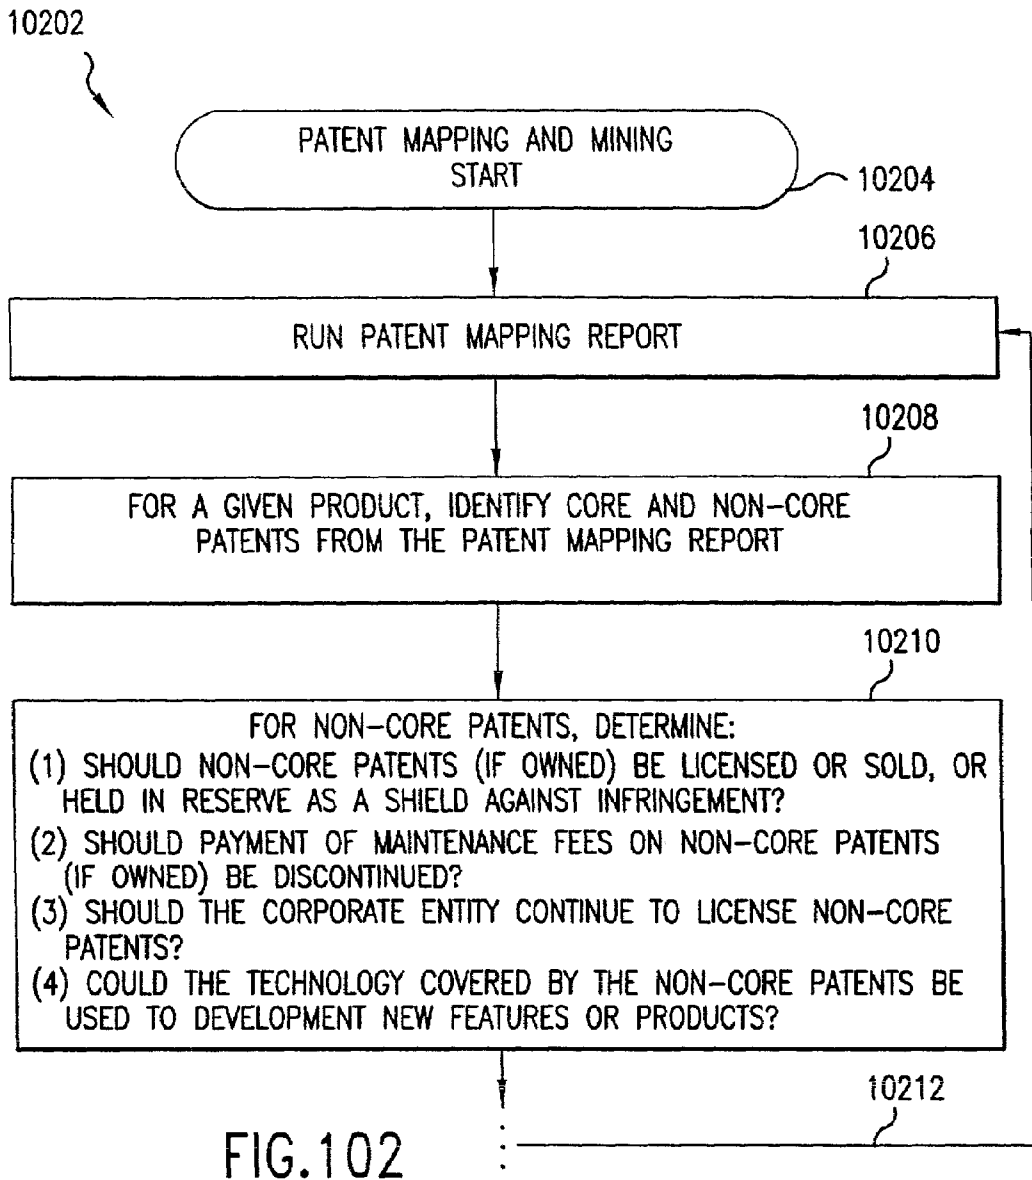 10202
PATENT MAPPING AND MINING
START
10204
10206
RUN PATENT MAPPING REPORT
10208
FOR A GIVEN PRODUCT, IDENTIFY CORE AND NON-CORE
PATENTS FROM THE PATENT MAPPING REPORT
10210
FOR NON-CORE PATENTS, DETERMINE:
(1) SHOULD NON-CORE PATENTS (IF OWNED) BE LICENSED OR SOLD, OR
HELD IN RESERVE AS A SHIELD AGAINST INFRINGEMENT?
(2) SHOULD PAYMENT OF MAINTENANCE FEES ON NON-CORE PATENTS
(IF OWNED) BE DISCONTINUED?
(3) SHOULD THE CORPORATE ENTITY CONTINUE TO LICENSE NON-CORE
PATENTS?
(4) COULD THE TECHNOLOGY COVERED BY THE NON-CORE PATENTS BE
USED TO DEVELOPMENT NEW FEATURES OR PRODUCTS?
10212
FIG.102